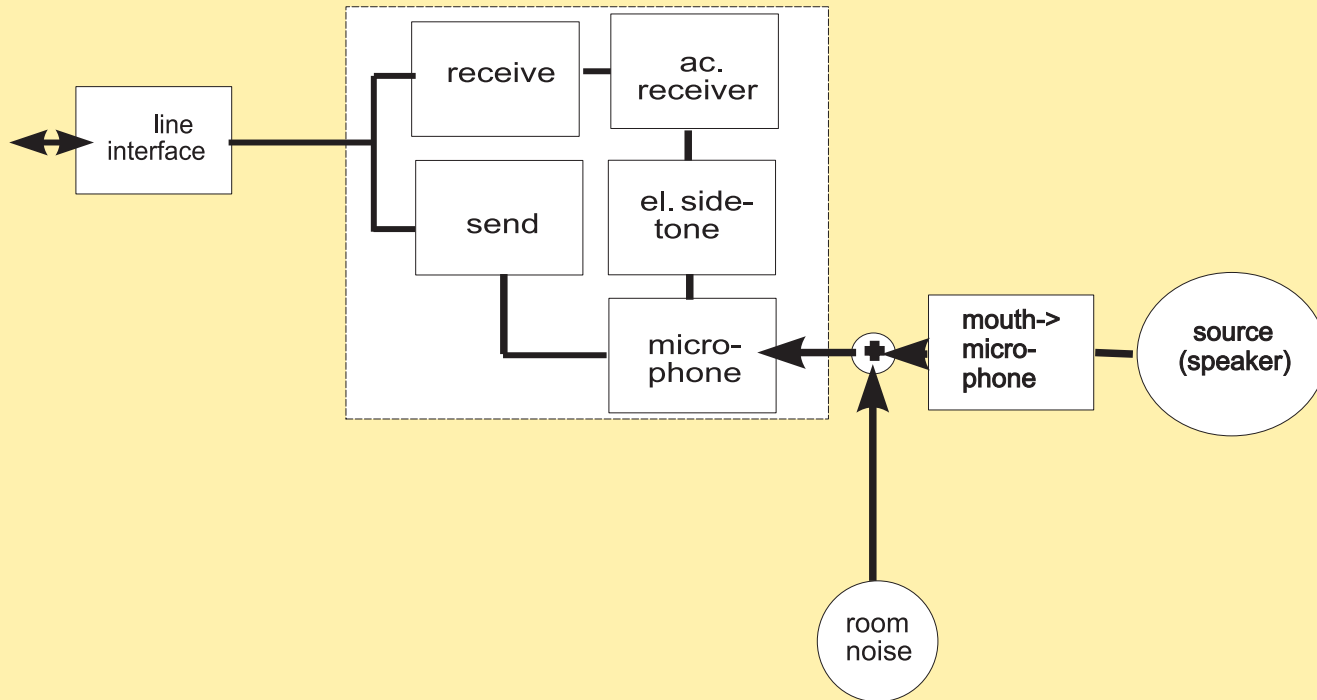 receive
ac.
receiver
line
interface
send
el. side-
tone
micro-
phone
mouth->
micro-
phone
source
(speaker)
room
noise